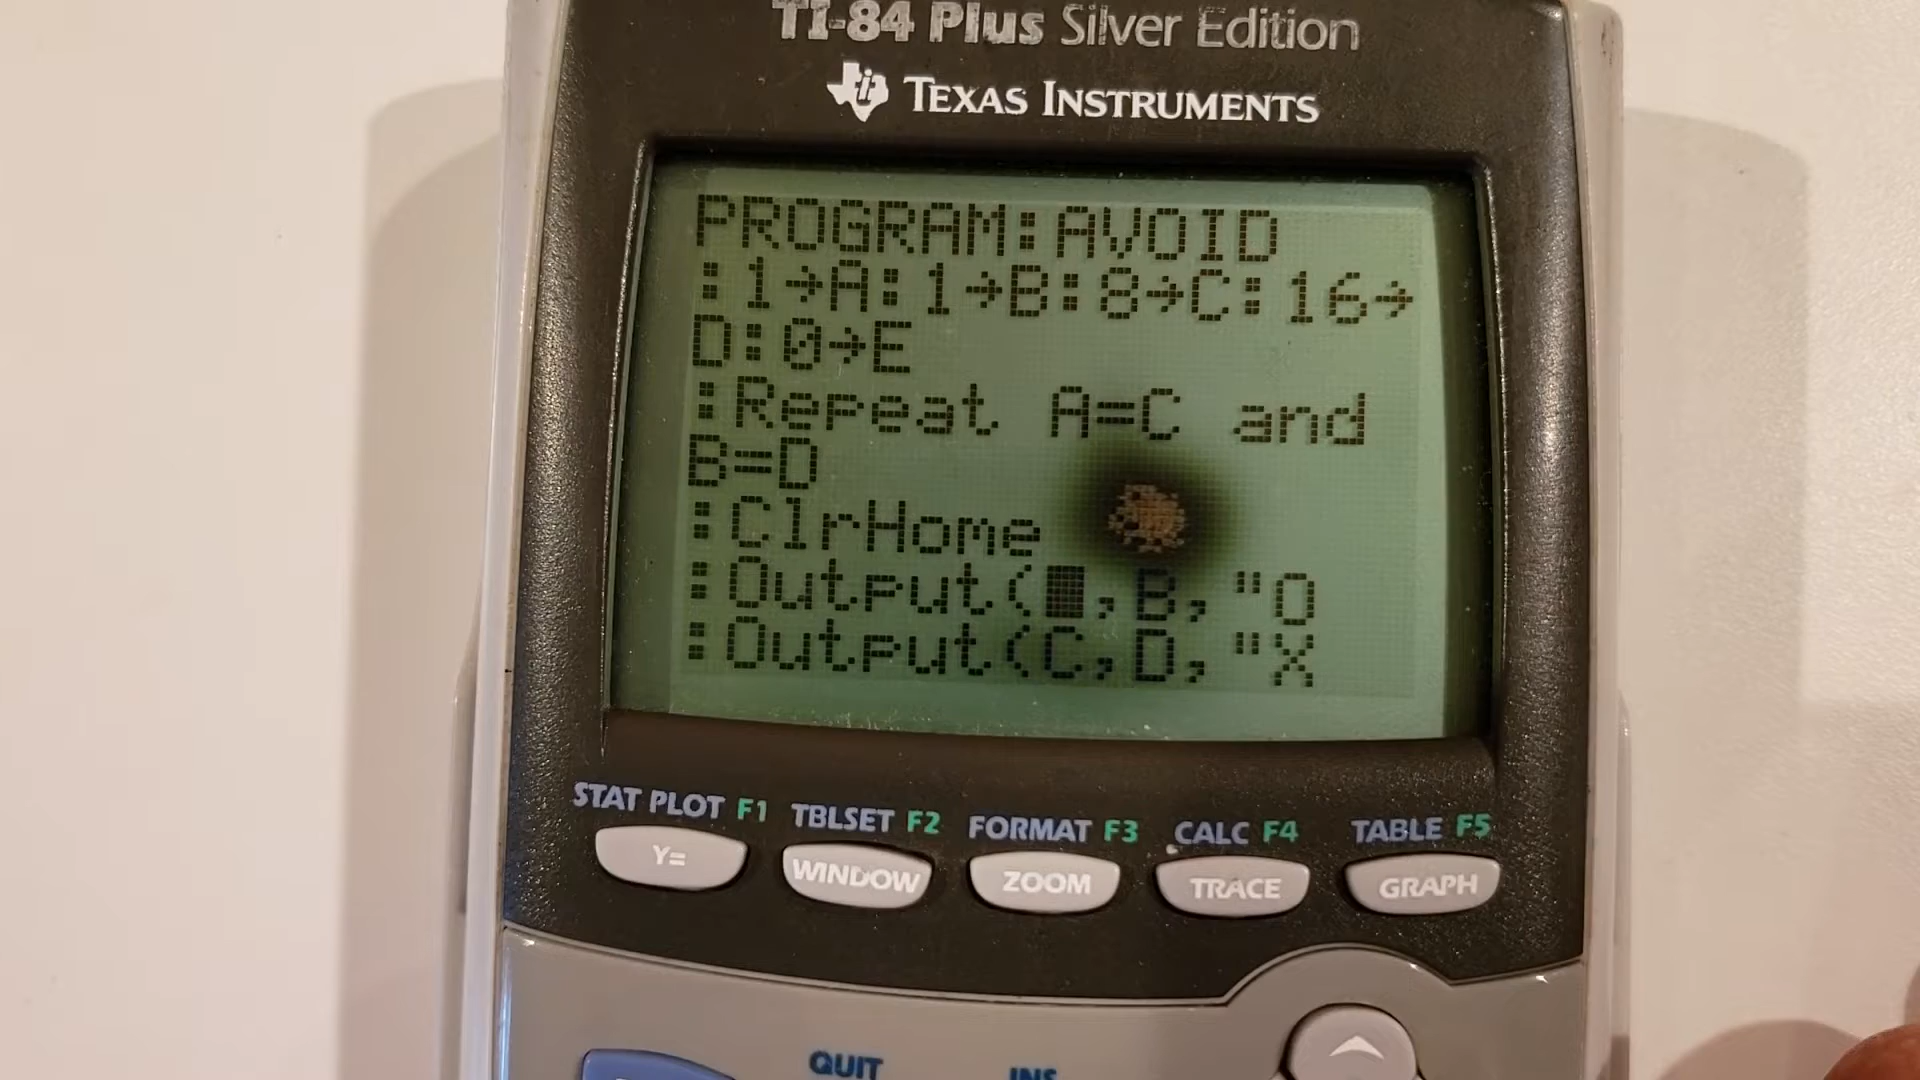 TI-84 Plus Silver Edition
TEXAS INSTRUMENTS
PROGRAM:AVOID
:1→A:1→B:8→C:16→
D:0→E
:Repeat A=C and
B=D
:ClrHome
:Output(█,B,"O
:Output(C,D,"X
STAT PLOT F1 TBLSET F2 FORMAT F3 CALC F4 TABLE F5
Y= WINDOW ZOOM TRACE GRAPH
QUIT INS